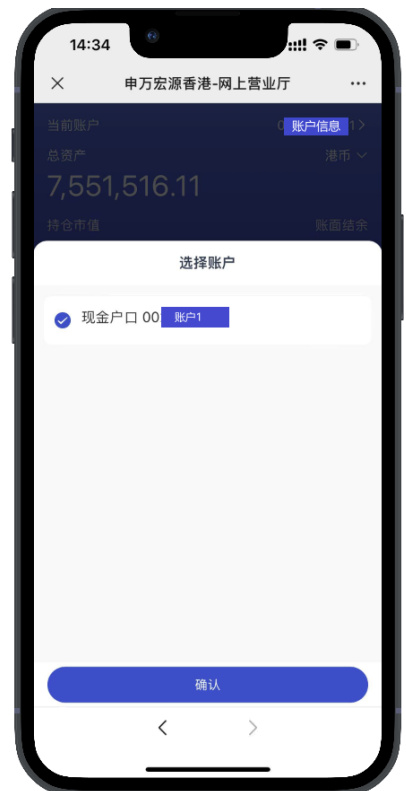 14:34
申万宏源香港-网上营业厅
当前账户 0 账户信息 1
总资产 港币
7,551,516.11
持仓市值 账面结余
选择账户
现金户口 00 账户1
确认